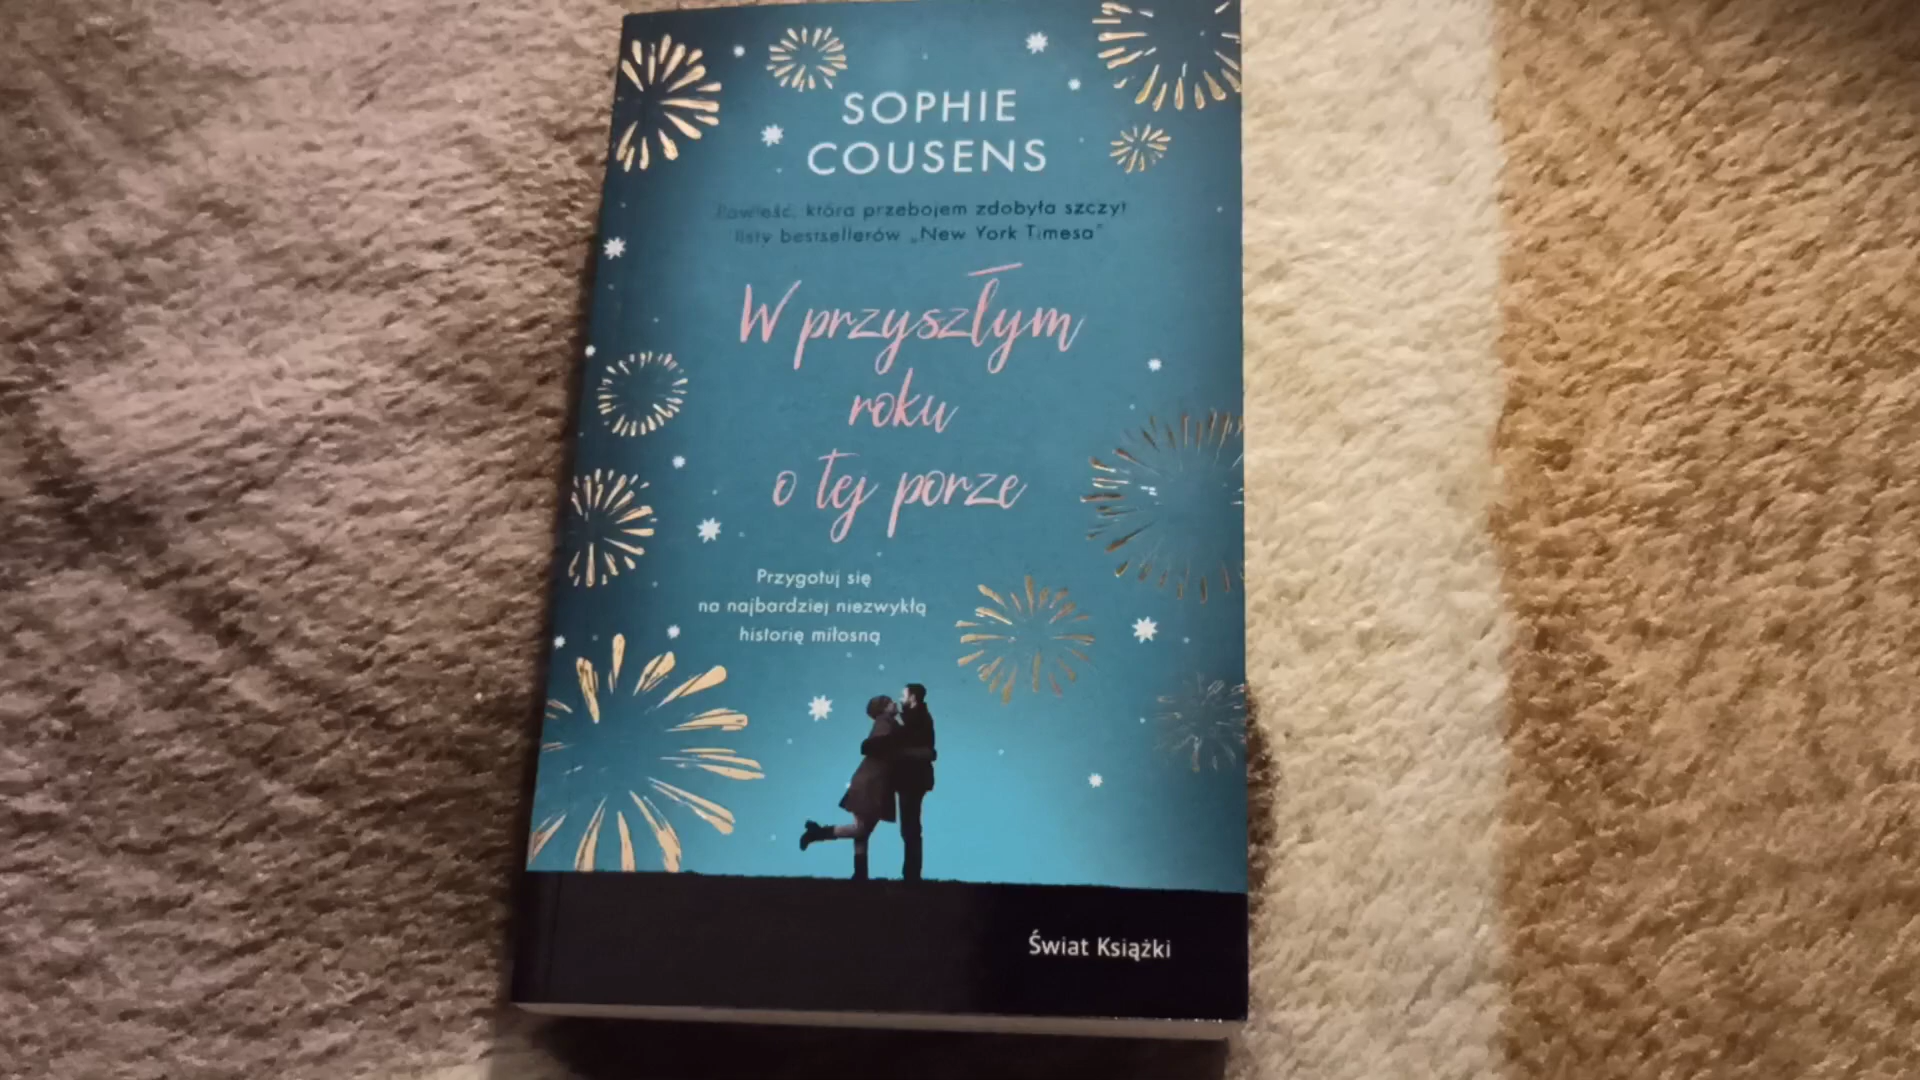 SOPHIE
COUSENS
Powieść, która przebojem zdobyła szczyt
listy bestsellerów „New York Timesa”
W przyszłym
roku
o tej porze
Przygotuj się
na najbardziej niezwykłą
historię miłosną
Świat Książki